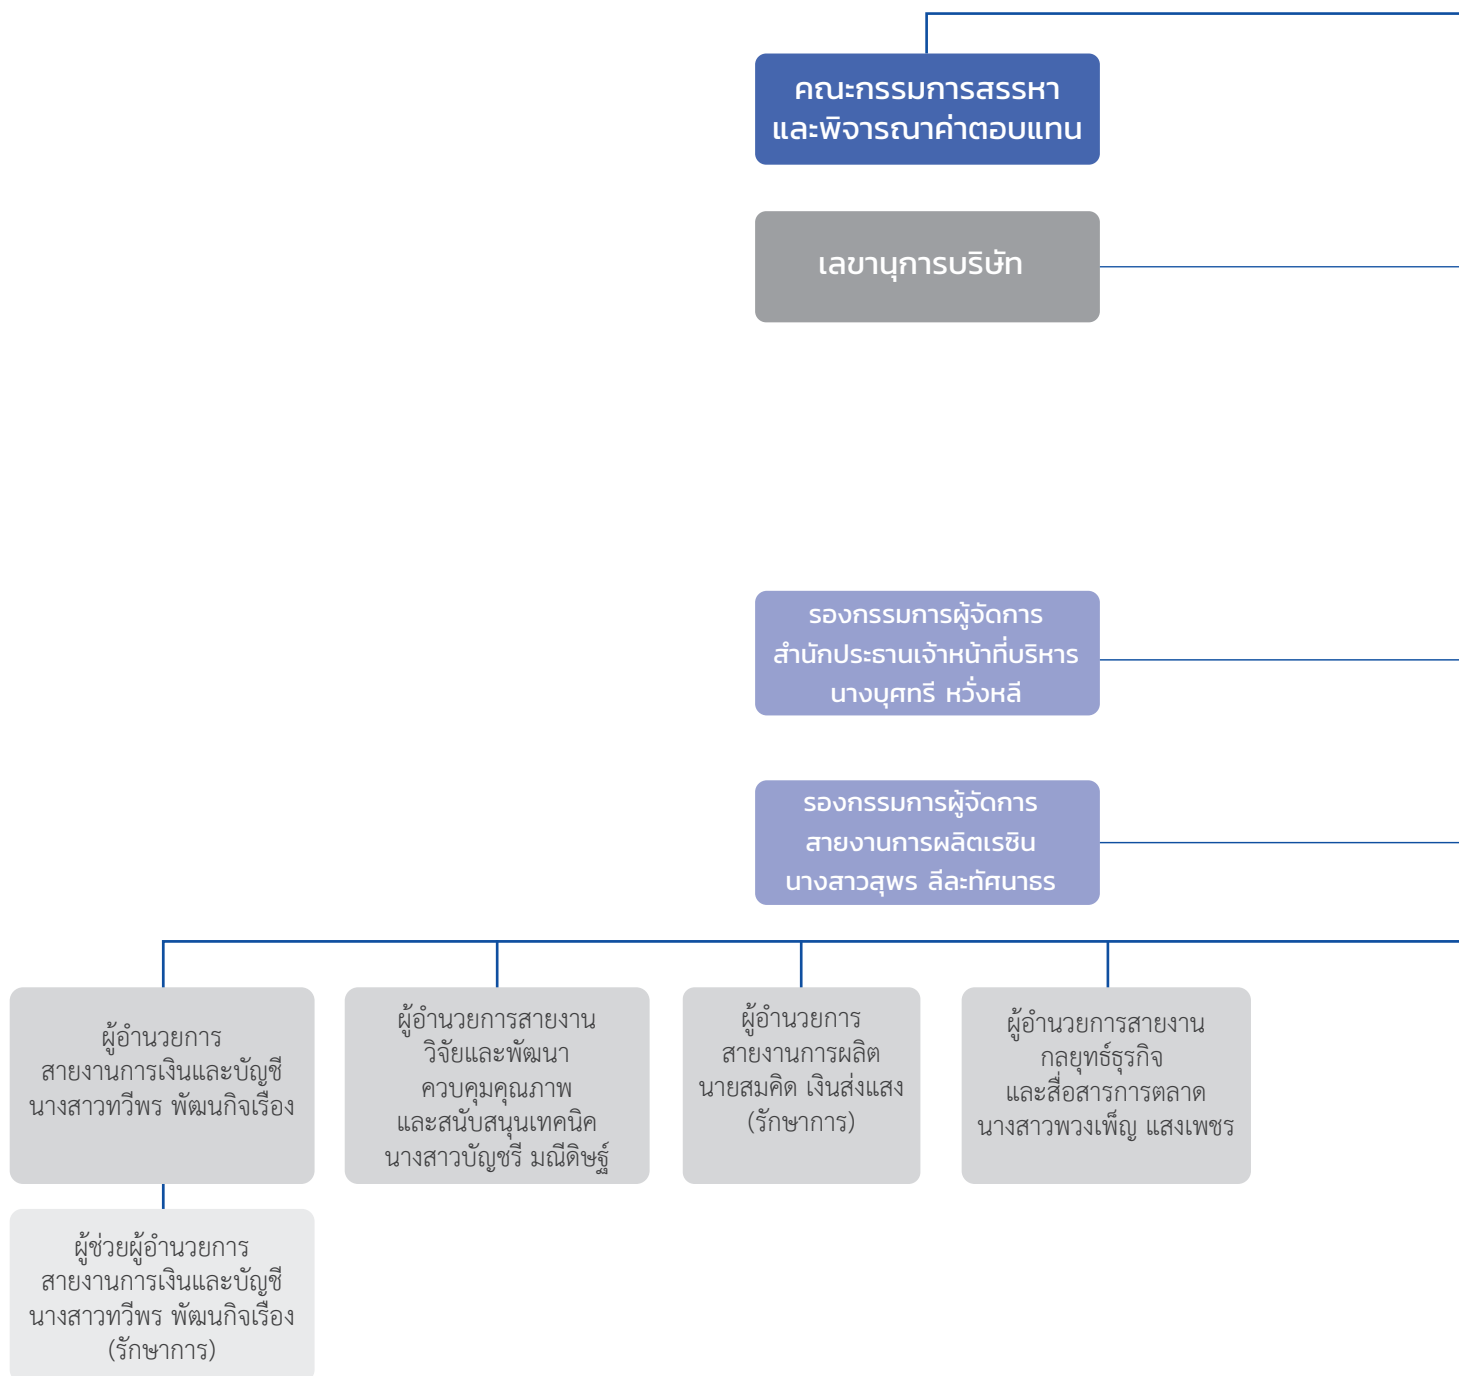 คณะกรรมการสรรหา
และพิจารณาค่าตอบแทน
เลขานุการบริษัท
รองกรรมการผู้จัดการ
สำนักประธานเจ้าหน้าที่บริหาร
นางบุศทรี หวั่งหลี
รองกรรมการผู้จัดการ
สายงานการผลิตเรซิน
นางสาวสุพร ลีละทัศนาธร
ผู้อำนวยการ
สายงานการเงินและบัญชี
นางสาวทวีพร พัฒนกิจเรือง
ผู้อำนวยการสายงาน
วิจัยและพัฒนา
ควบคุมคุณภาพ
และสนับสนุนเทคนิค
นางสาวบัญชรี มณีดิษฐ์
ผู้อำนวยการ
สายงานการผลิต
นายสมคิด เงินส่งแสง
(รักษาการ)
ผู้อำนวยการสายงาน
กลยุทธ์ธุรกิจ
และสื่อสารการตลาด
นางสาวพวงเพ็ญ แสงเพชร
ผู้ช่วยผู้อำนวยการ
สายงานการเงินและบัญชี
นางสาวทวีพร พัฒนกิจเรือง
(รักษาการ)